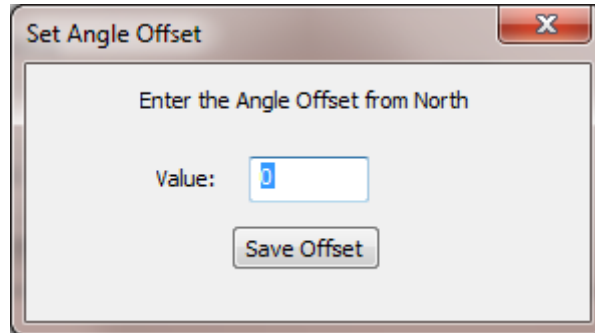 Set Angle Offset
Enter the Angle Offset from North
Value: 0
Save Offset